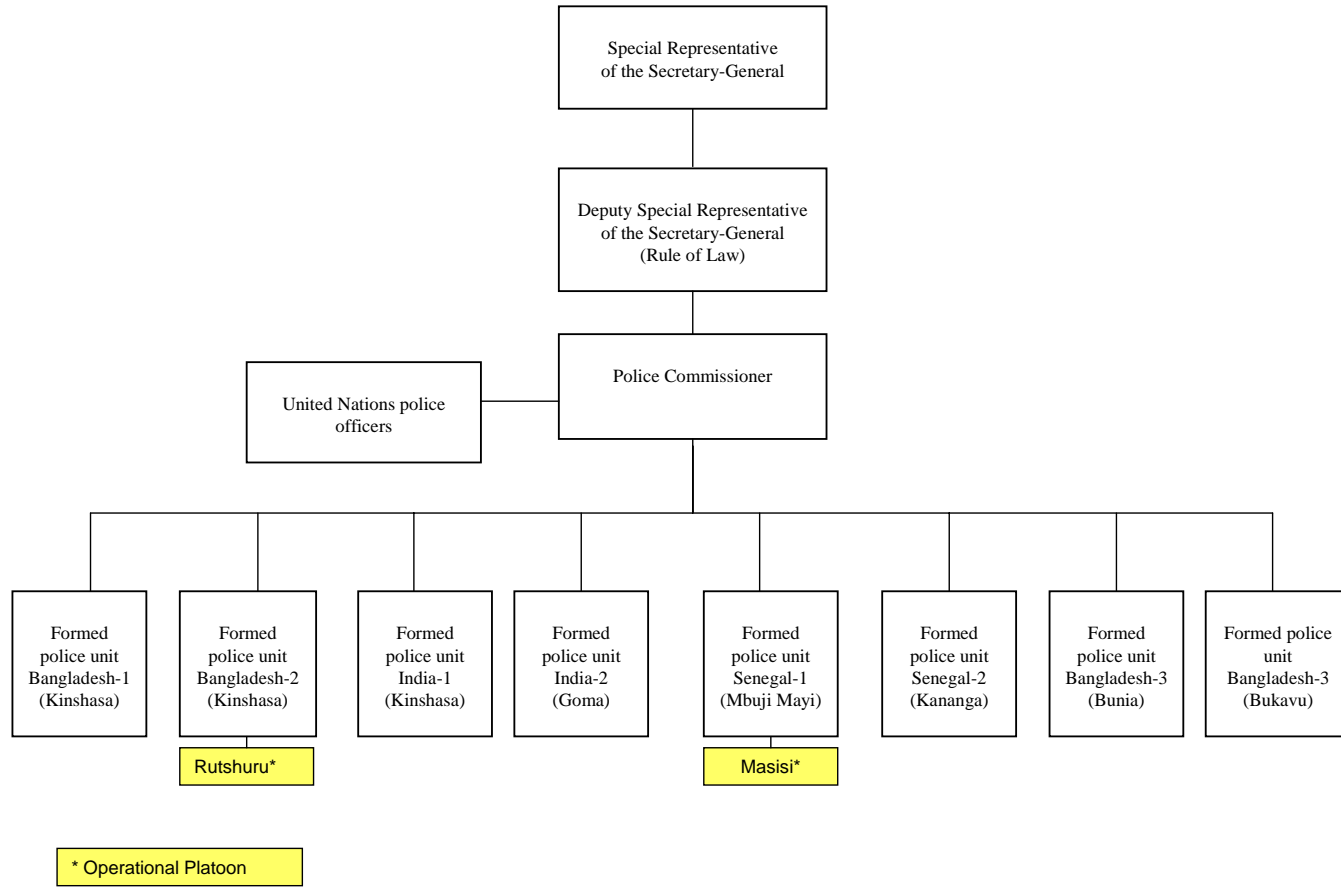 Special Representative
of the Secretary-General
Deputy Special Representative
of the Secretary-General
(Rule of Law)
Police Commissioner
United Nations police
officers
Formed
police unit
Bangladesh-1
(Kinshasa)
Formed
police unit
Bangladesh-2
(Kinshasa)
Formed
police unit
India-1
(Kinshasa)
Formed
police unit
India-2
(Goma)
Formed
police unit
Senegal-1
(Mbuji Mayi)
Formed
police unit
Senegal-2
(Kananga)
Formed
police unit
Bangladesh-3
(Bunia)
Formed police
unit
Bangladesh-3
(Bukavu)
Rutshuru*
Masisi*
* Operational Platoon